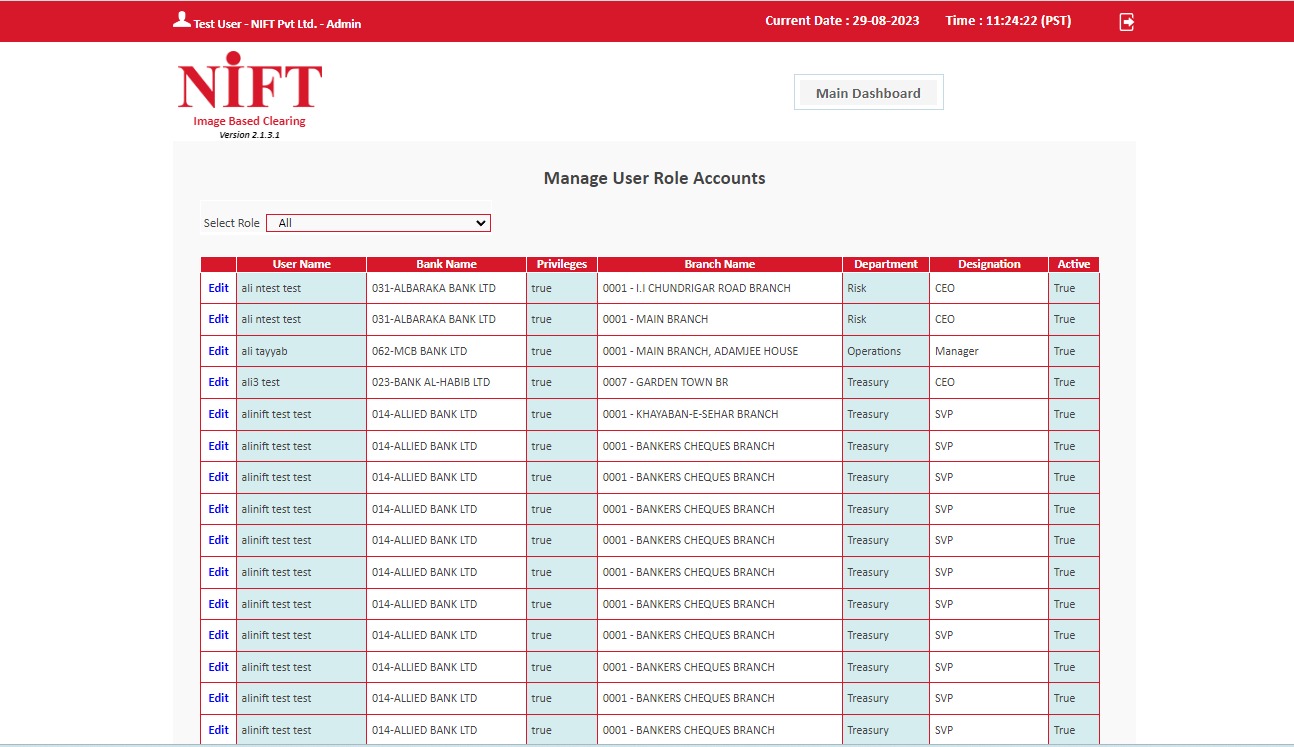 Test User - NIFT Pvt Ltd. - Admin Current Date : 29-08-2023 Time : 11:24:22 (PST)
NiFT
Image Based Clearing
Version 2.1.3.1
Main Dashboard
Manage User Role Accounts
Select Role All
User Name Bank Name Privileges Branch Name Department Designation Active
Edit ali ntest test 031-ALBARAKA BANK LTD true 0001 - I.I CHUNDRIGAR ROAD BRANCH Risk CEO True
Edit ali ntest test 031-ALBARAKA BANK LTD true 0001 - MAIN BRANCH Risk CEO True
Edit ali tayyab 062-MCB BANK LTD true 0001 - MAIN BRANCH, ADAMJEE HOUSE Operations Manager True
Edit ali3 test 023-BANK AL-HABIB LTD true 0007 - GARDEN TOWN BR Treasury CEO True
Edit alinift test test 014-ALLIED BANK LTD true 0001 - KHAYABAN-E-SEHAR BRANCH Treasury SVP True
Edit alinift test test 014-ALLIED BANK LTD true 0001 - BANKERS CHEQUES BRANCH Treasury SVP True
Edit alinift test test 014-ALLIED BANK LTD true 0001 - BANKERS CHEQUES BRANCH Treasury SVP True
Edit alinift test test 014-ALLIED BANK LTD true 0001 - BANKERS CHEQUES BRANCH Treasury SVP True
Edit alinift test test 014-ALLIED BANK LTD true 0001 - BANKERS CHEQUES BRANCH Treasury SVP True
Edit alinift test test 014-ALLIED BANK LTD true 0001 - BANKERS CHEQUES BRANCH Treasury SVP True
Edit alinift test test 014-ALLIED BANK LTD true 0001 - BANKERS CHEQUES BRANCH Treasury SVP True
Edit alinift test test 014-ALLIED BANK LTD true 0001 - BANKERS CHEQUES BRANCH Treasury SVP True
Edit alinift test test 014-ALLIED BANK LTD true 0001 - BANKERS CHEQUES BRANCH Treasury SVP True
Edit alinift test test 014-ALLIED BANK LTD true 0001 - BANKERS CHEQUES BRANCH Treasury SVP True
Edit alinift test test 014-ALLIED BANK LTD true 0001 - BANKERS CHEQUES BRANCH Treasury SVP True